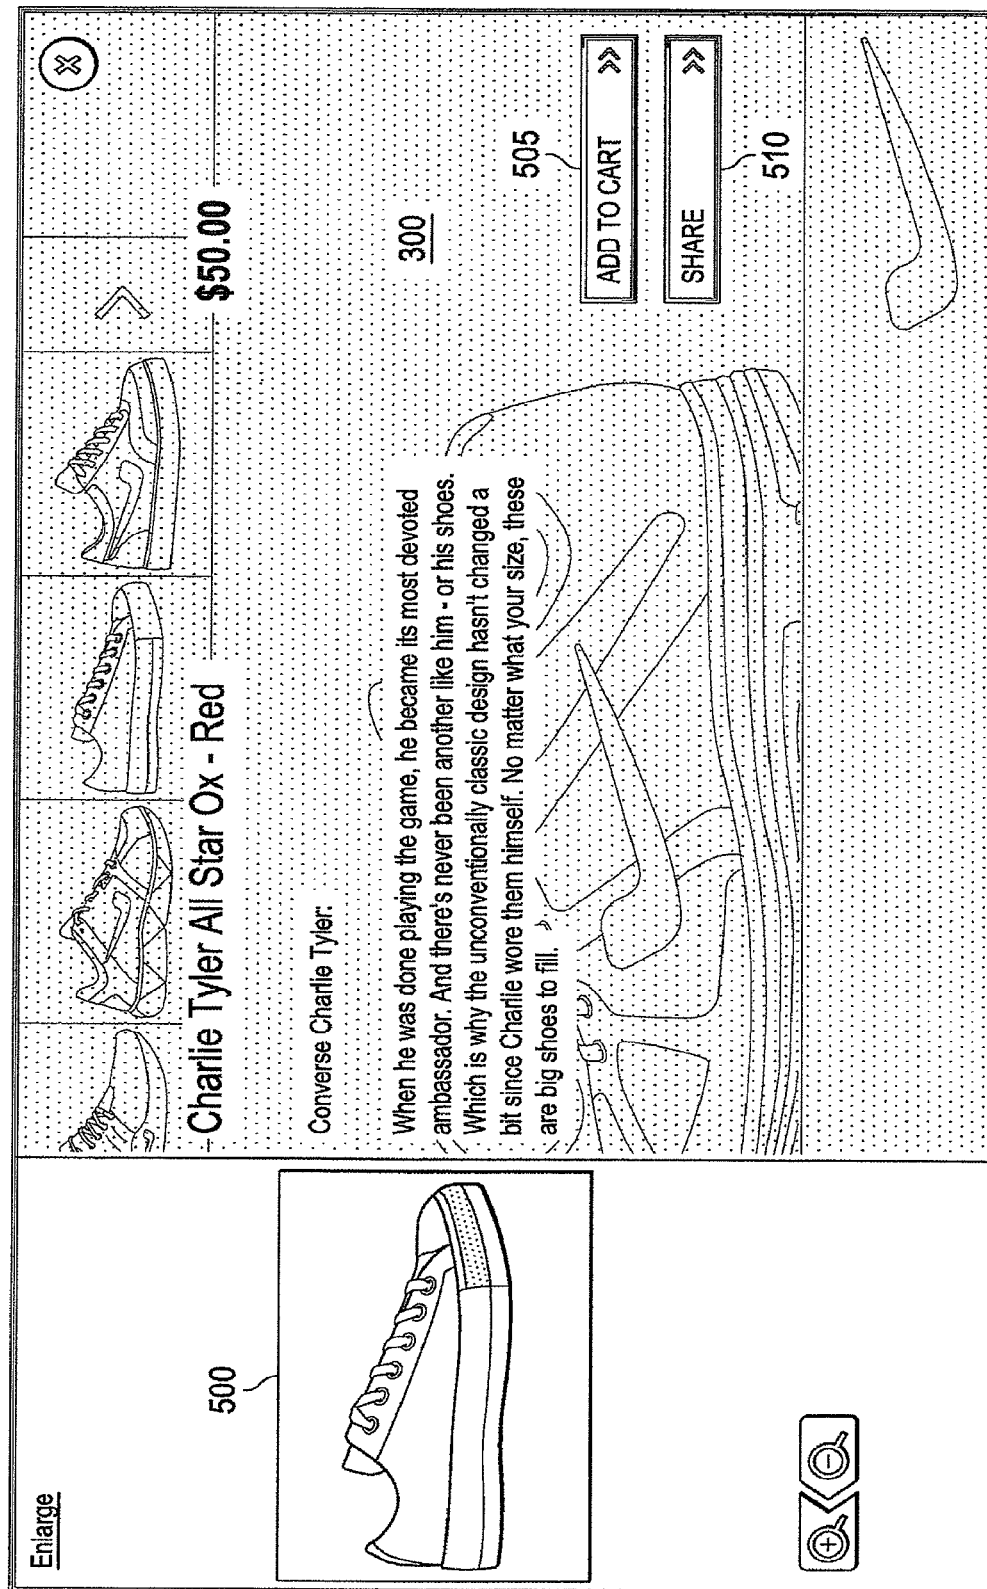 Enlarge
500
Charlie Tyler All Star Ox - Red
$50.00
X
Converse Charlie Tyler:
300
When he was done playing the game, he became its most devoted
ambassador. And there's never been another like him - or his shoes.
Which is why the unconventionally classic design hasn't changed a
bit since Charlie wore them himself. No matter what your size, these
are big shoes to fill.
505
ADD TO CART >>
SHARE >>
510